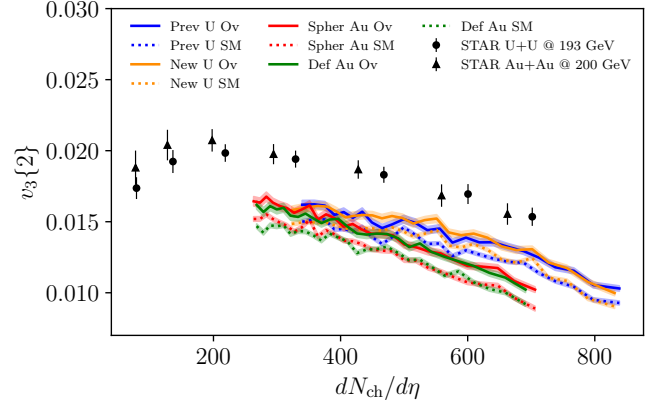 0.030
0.025
0.020
0.015
0.010
v₃{2}
Prev U Ov
Prev U SM
New U Ov
New U SM
Spher Au Ov
Spher Au SM
Def Au Ov
Def Au SM
STAR U+U @ 193 GeV
STAR Au+Au @ 200 GeV
200
400
600
800
dN_ch/dη